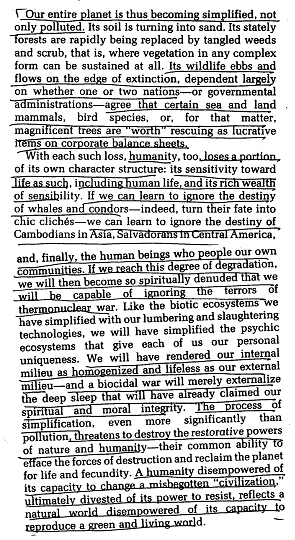 Our entire planet is thus becoming simplified, not
only polluted. Its soil is turning into sand. Its stately
forests are rapidly being replaced by tangled weeds
and scrub, that is, where vegetation in any complex
form can be sustained at all. Its wildlife ebbs and
flows on the edge of extinction, dependent largely
on whether one or two nations—or governmental
administrations—agree that certain sea and land
mammals, bird species, or, for that matter,
magnificent trees are "worth" rescuing as lucrative
items on corporate balance sheets.
With each such loss, humanity, too, loses a portion
of its own character structure: its sensitivity toward
life as such, including human life, and its rich wealth
of sensibility. If we can learn to ignore the destiny
of whales and condors—indeed, turn their fate into
chic clichés—we can learn to ignore the destiny of
Cambodians in Asia, Salvadorans in Central America,
and, finally, the human beings who people our own
communities. If we reach this degree of degradation,
we will then become so spiritually denuded that we
will be capable of ignoring the terrors of
thermonuclear war. Like the biotic ecosystems we
have simplified with our lumbering and slaughtering
technologies, we will have simplified the psychic
ecosystems that give each of us our personal
uniqueness. We will have rendered our internal
milieu as homogenized and lifeless as our external
milieu—and a biocidal war will merely externalize
the deep sleep that will have already claimed our
spiritual and moral integrity. The process of
simplification, even more significantly than
pollution, threatens to destroy the restorative powers
of nature and humanity—their common ability to
efface the forces of destruction and reclaim the planet
for life and fecundity. A humanity disempowered of
its capacity to change a misbegotten "civilization,"
ultimately divested of its power to resist, reflects a
natural world disempowered of its capacity to
reproduce a green and living world.